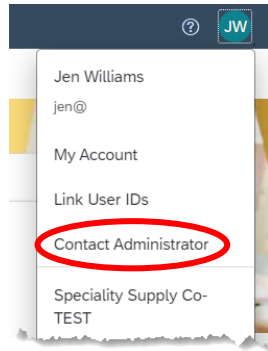 JW
Jen Williams
jen@
My Account
Link User IDs
Contact Administrator
Speciality Supply Co-
TEST